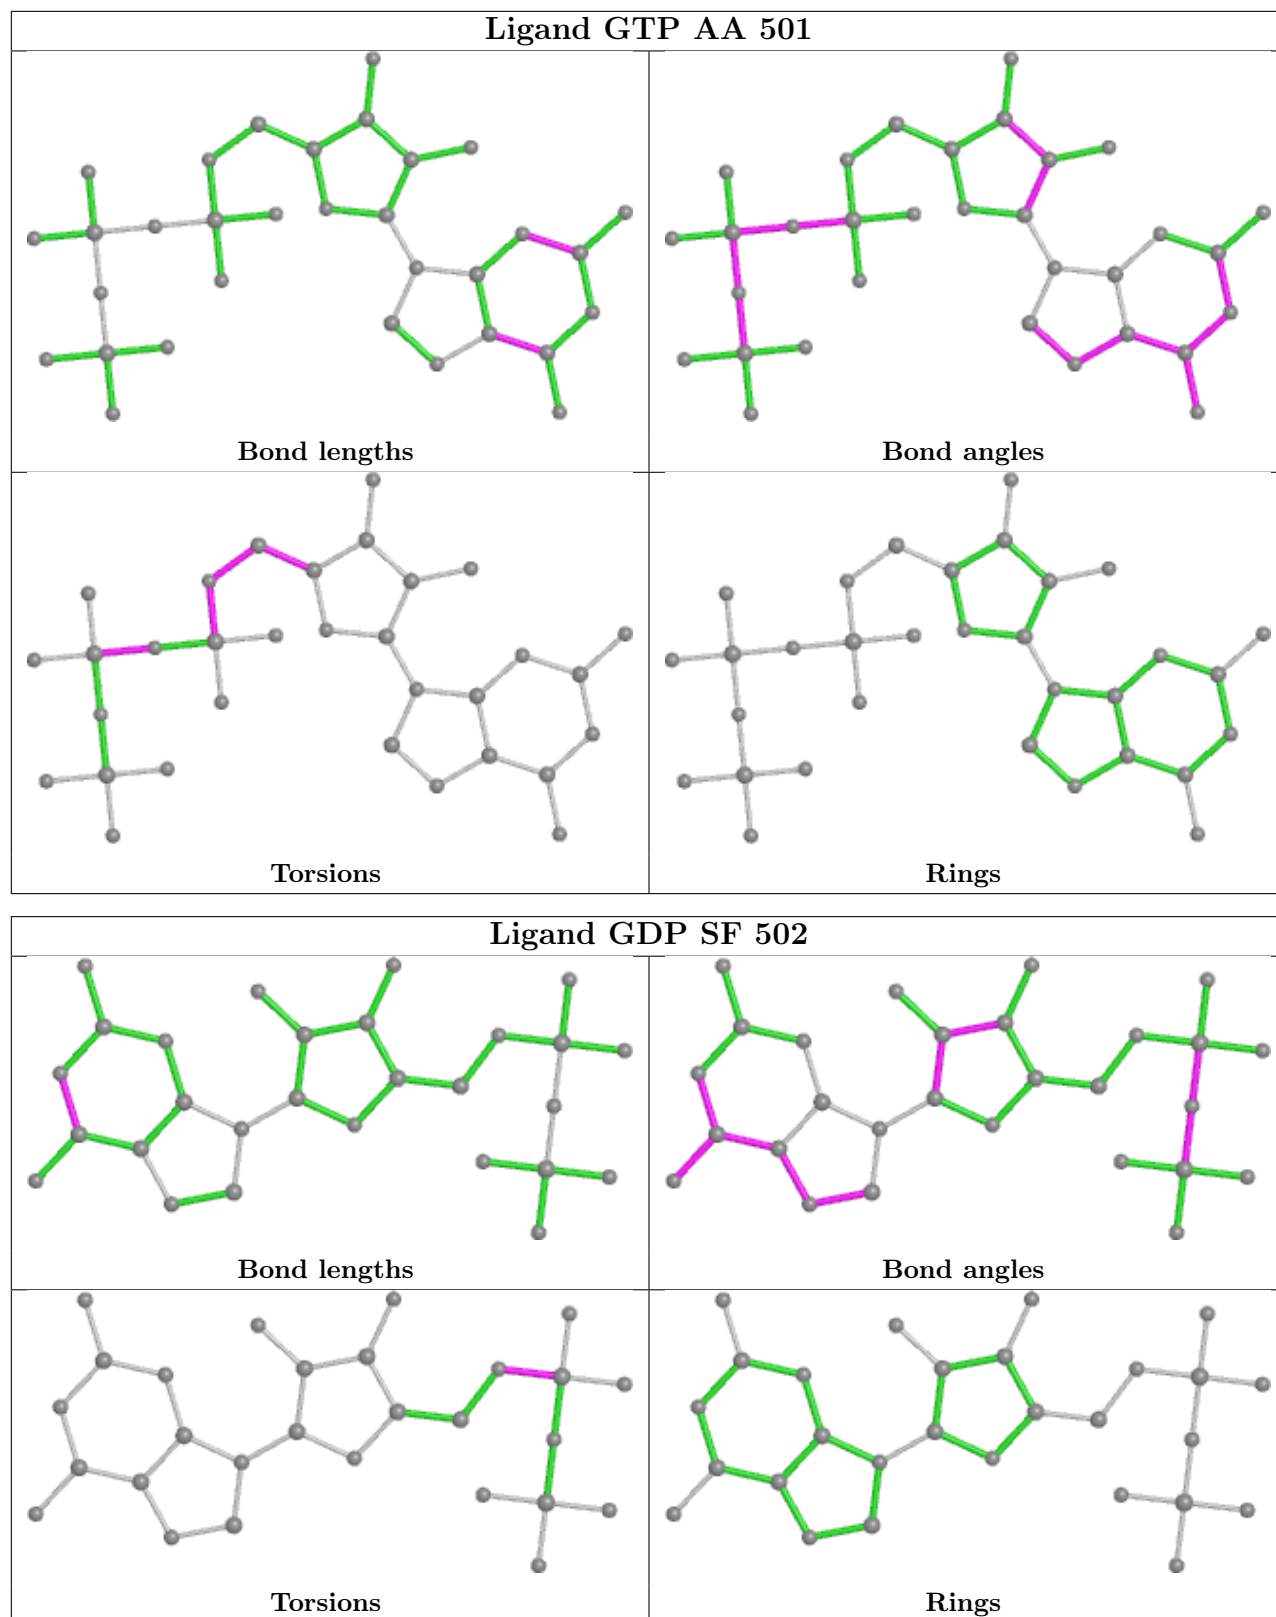 Ligand GTP AA 501
Bond lengths
Bond angles
Torsions
Rings
Ligand GDP SF 502
Bond lengths
Bond angles
Torsions
Rings